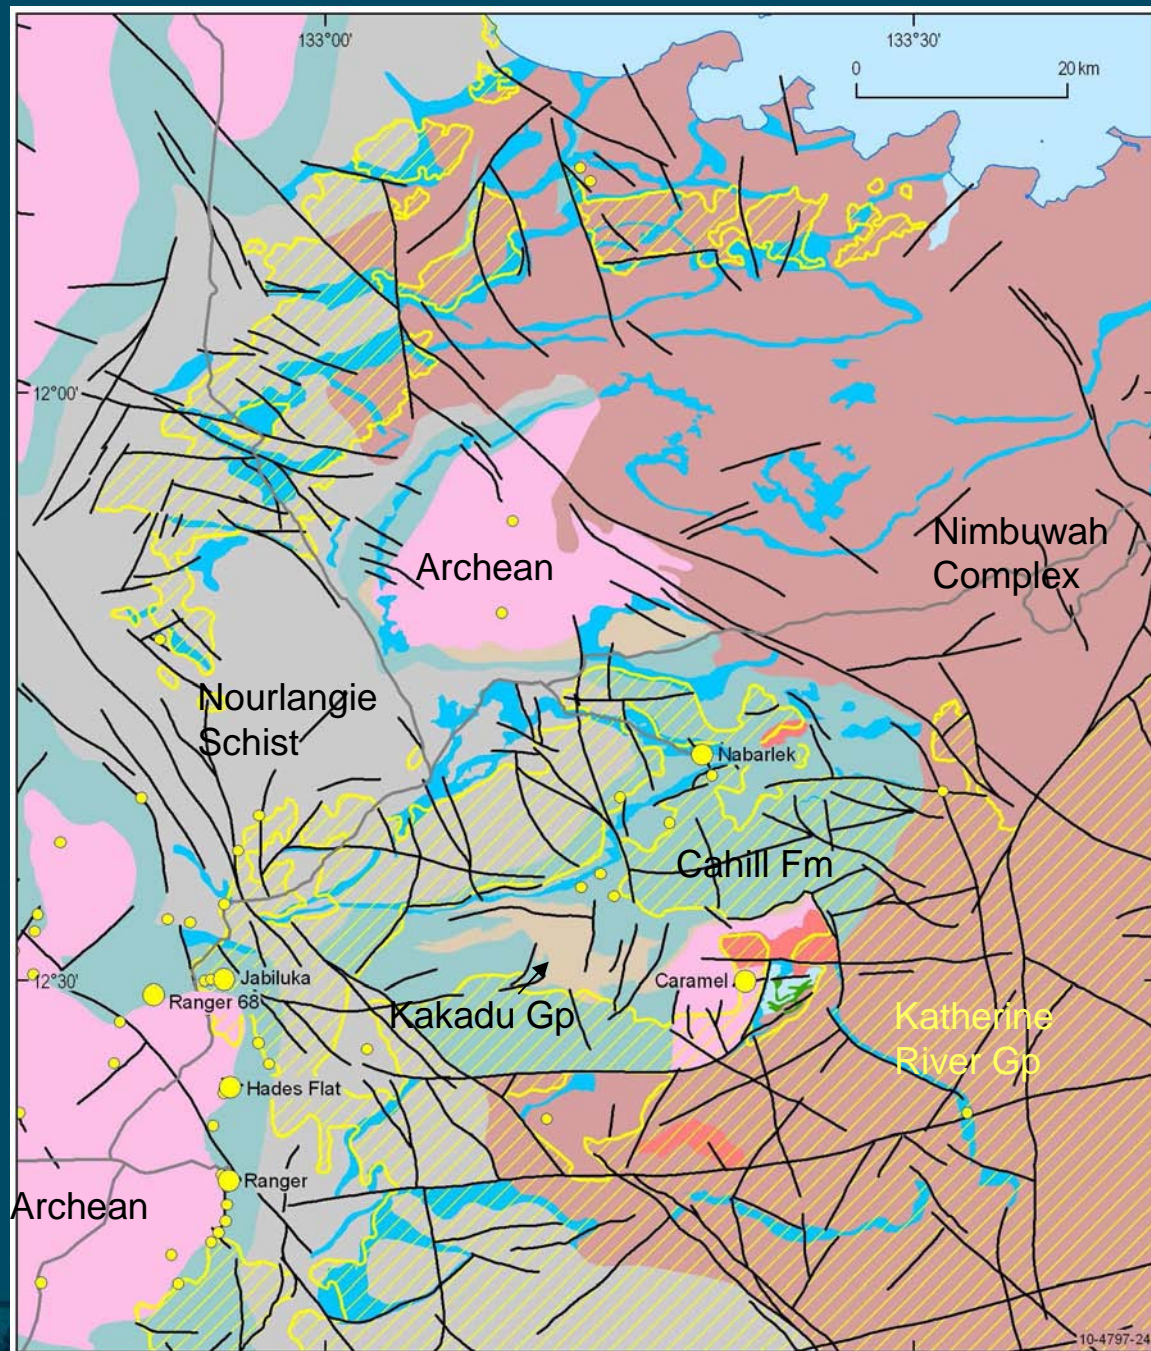 133°00'
133°30'
0
20 km
12°00'
Nimbuwah
Complex
Archean
Nourlangie
Schist
Nabarlek
Cahill Fm
12°30'
Jabiluka
Ranger 68
Caramel
Kakadu Gp
Katherine
River Gp
Hades Flat
Ranger
Archean
10-4797-24